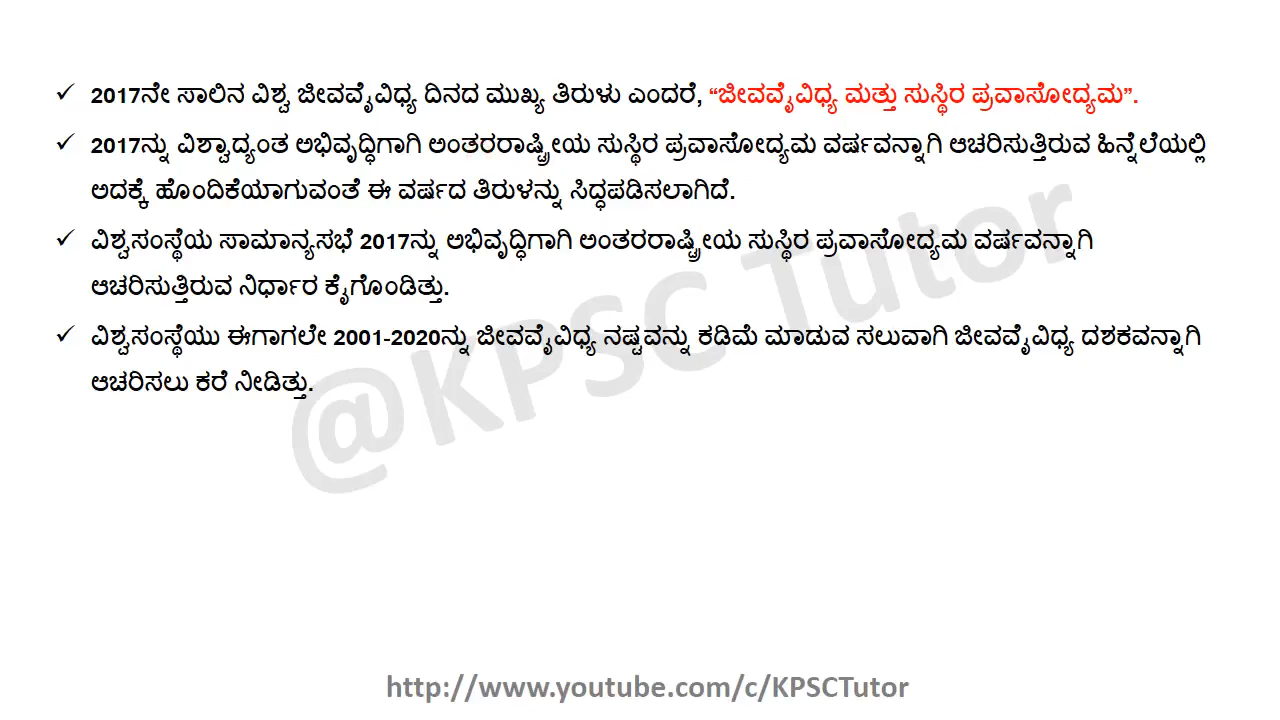 ✓ 2017ನೇ ಸಾಲಿನ ವಿಶ್ವ ಜೀವವೈವಿಧ್ಯ ದಿನದ ಮುಖ್ಯ ತಿರುಳು ಎಂದರೆ, “ಜೀವವೈವಿಧ್ಯ ಮತ್ತು ಸುಸ್ಥಿರ ಪ್ರವಾಸೋದ್ಯಮ”.
✓ 2017ನ್ನು ವಿಶ್ವಾದ್ಯಂತ ಅಭಿವೃದ್ಧಿಗಾಗಿ ಅಂತರರಾಷ್ಟ್ರೀಯ ಸುಸ್ಥಿರ ಪ್ರವಾಸೋದ್ಯಮ ವರ್ಷವನ್ನಾಗಿ ಆಚರಿಸುತ್ತಿರುವ ಹಿನ್ನೆಲೆಯಲ್ಲಿ
ಅದಕ್ಕೆ ಹೊಂದಿಕೆಯಾಗುವಂತೆ ಈ ವರ್ಷದ ತಿರುಳನ್ನು ಸಿದ್ಧಪಡಿಸಲಾಗಿದೆ.
✓ ವಿಶ್ವಸಂಸ್ಥೆಯ ಸಾಮಾನ್ಯಸಭೆ 2017ನ್ನು ಅಭಿವೃದ್ಧಿಗಾಗಿ ಅಂತರರಾಷ್ಟ್ರೀಯ ಸುಸ್ಥಿರ ಪ್ರವಾಸೋದ್ಯಮ ವರ್ಷವನ್ನಾಗಿ
ಆಚರಿಸುತ್ತಿರುವ ನಿರ್ಧಾರ ಕೈಗೊಂಡಿತ್ತು.
✓ ವಿಶ್ವಸಂಸ್ಥೆಯು ಈಗಾಗಲೇ 2001-2020ನ್ನು ಜೀವವೈವಿಧ್ಯ ನಷ್ಟವನ್ನು ಕಡಿಮೆ ಮಾಡುವ ಸಲುವಾಗಿ ಜೀವವೈವಿಧ್ಯ ದಶಕವನ್ನಾಗಿ
ಆಚರಿಸಲು ಕರೆ ನೀಡಿತ್ತು.
@KPSC Tutor
http://www.youtube.com/c/KPSCTutor